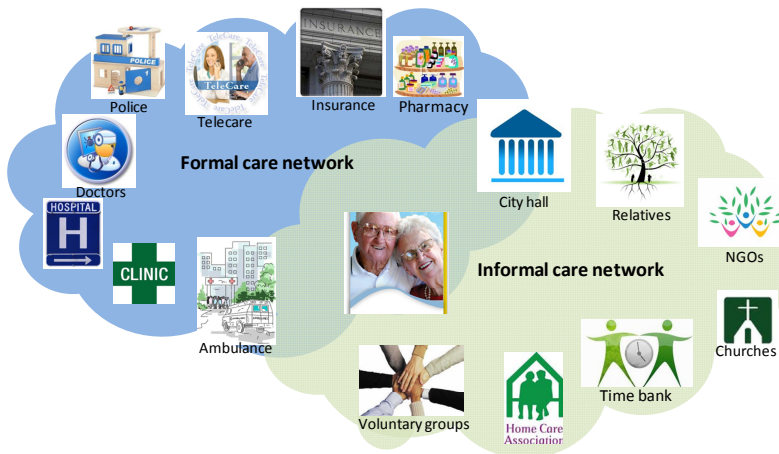 INSURANCE
POLICE
TeleCare
TeleCare
Police
Telecare
Insurance
Pharmacy
Formal care network
Doctors
City hall
Relatives
HOSPITAL
H
CLINIC
NGOs
Informal care network
Ambulance
Churches
Time bank
Voluntary groups
Home Care
Association